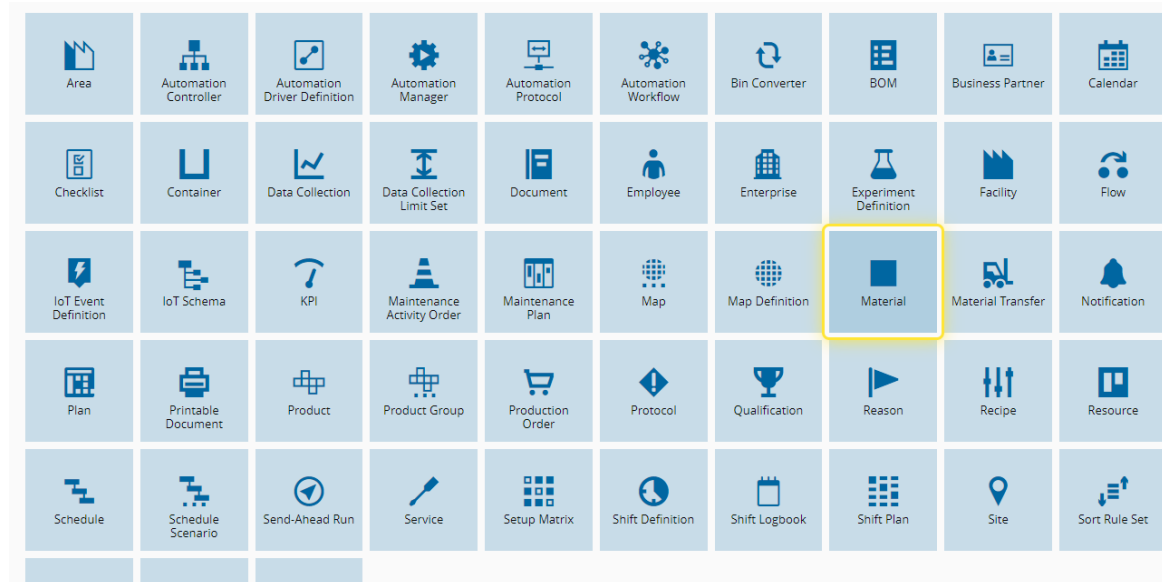 Area
Automation
Controller
Automation
Driver Definition
Automation
Manager
Automation
Protocol
Automation
Workflow
Bin Converter
BOM
Business Partner
Calendar
Checklist
Container
Data Collection
Data Collection
Limit Set
Document
Employee
Enterprise
Experiment
Definition
Facility
Flow
IoT Event
Definition
IoT Schema
KPI
Maintenance
Activity Order
Maintenance
Plan
Map
Map Definition
Material
Material Transfer
Notification
Plan
Printable
Document
Product
Product Group
Production
Order
Protocol
Qualification
Reason
Recipe
Resource
Schedule
Schedule
Scenario
Send-Ahead Run
Service
Setup Matrix
Shift Definition
Shift Logbook
Shift Plan
Site
Sort Rule Set